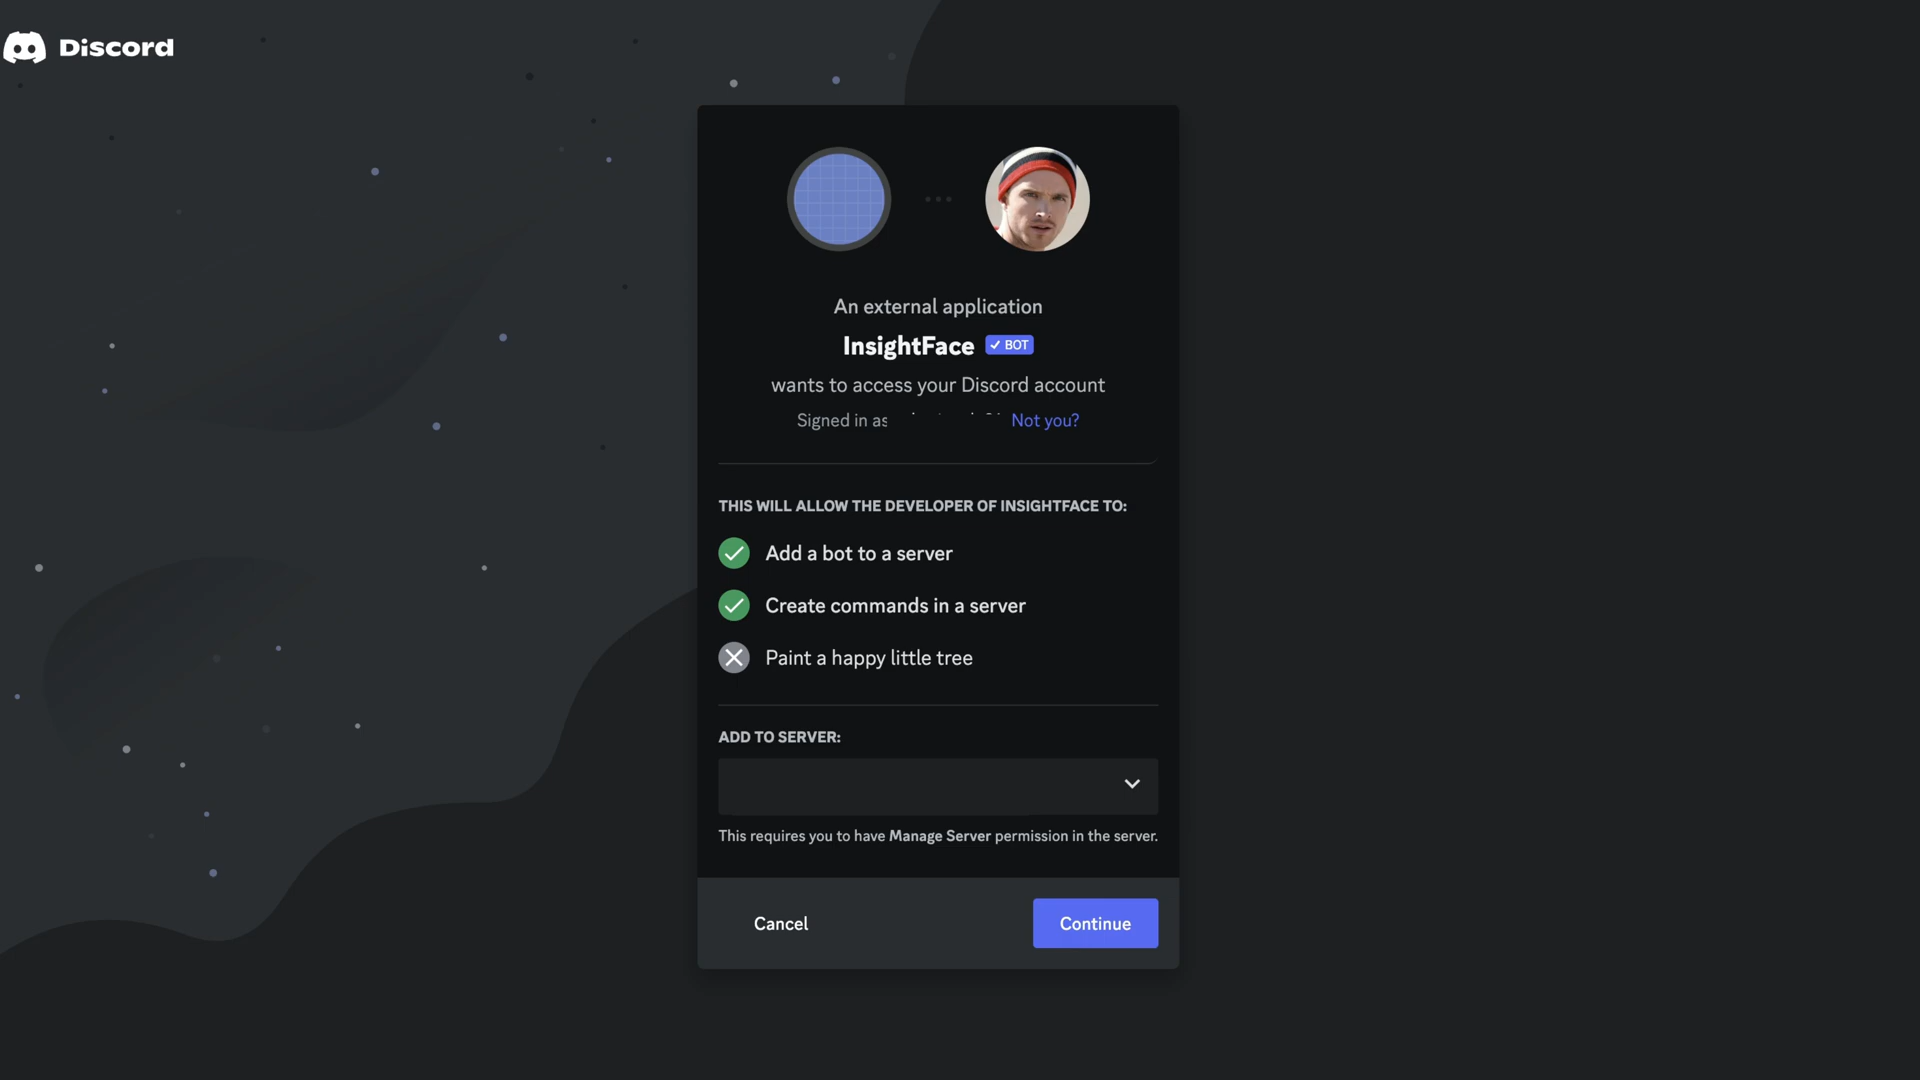 Discord
An external application
InsightFace BOT
wants to access your Discord account
Signed in as Not you?
THIS WILL ALLOW THE DEVELOPER OF INSIGHTFACE TO:
Add a bot to a server
Create commands in a server
Paint a happy little tree
ADD TO SERVER:
This requires you to have Manage Server permission in the server.
Cancel
Continue